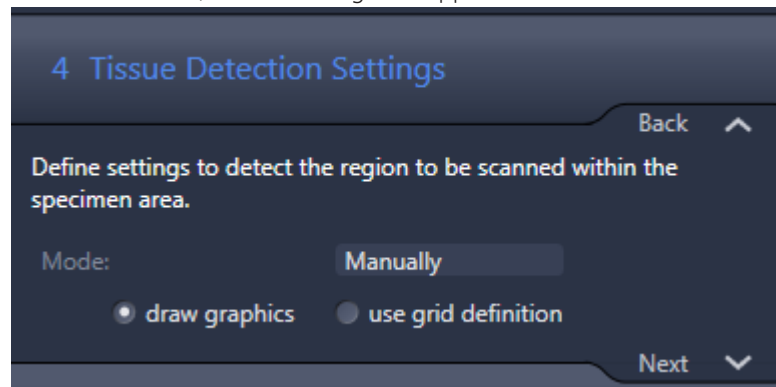 4 Tissue Detection Settings
Back
Define settings to detect the region to be scanned within the
specimen area.
Mode: Manually
draw graphics use grid definition
Next